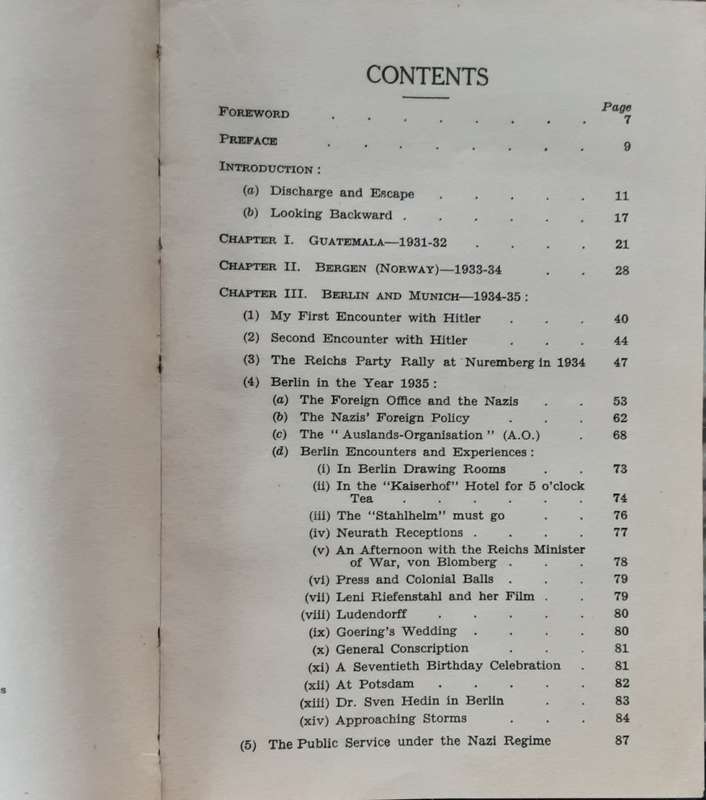 CONTENTS
Page
FOREWORD . . . . . . . . 7
PREFACE . . . . . . . . 9
INTRODUCTION :
(a) Discharge and Escape . . . . . 11
(b) Looking Backward . . . . . . 17
CHAPTER I. GUATEMALA—1931-32 . . . . 21
CHAPTER II. BERGEN (NORWAY)—1933-34 . . 28
CHAPTER III. BERLIN AND MUNICH—1934-35 :
(1) My First Encounter with Hitler . . . 40
(2) Second Encounter with Hitler . . . 44
(3) The Reichs Party Rally at Nuremberg in 1934 47
(4) Berlin in the Year 1935 :
(a) The Foreign Office and the Nazis . . 53
(b) The Nazis' Foreign Policy . . . 62
(c) The " Auslands-Organisation " (A.O.) . 68
(d) Berlin Encounters and Experiences :
(i) In Berlin Drawing Rooms . . 73
(ii) In the "Kaiserhof" Hotel for 5 o'clock
Tea . . . . . . 74
(iii) The "Stahlhelm" must go . . 76
(iv) Neurath Receptions . . . . 77
(v) An Afternoon with the Reichs Minister
of War, von Blomberg . . . 78
(vi) Press and Colonial Balls . . . 79
(vii) Leni Riefenstahl and her Film . . 79
(viii) Ludendorff . . . . . 80
(ix) Goering's Wedding . . . . 80
(x) General Conscription . . . 81
(xi) A Seventieth Birthday Celebration . 81
(xii) At Potsdam . . . . . 82
(xiii) Dr. Sven Hedin in Berlin . . 83
(xiv) Approaching Storms . . . 84
(5) The Public Service under the Nazi Regime 87
s